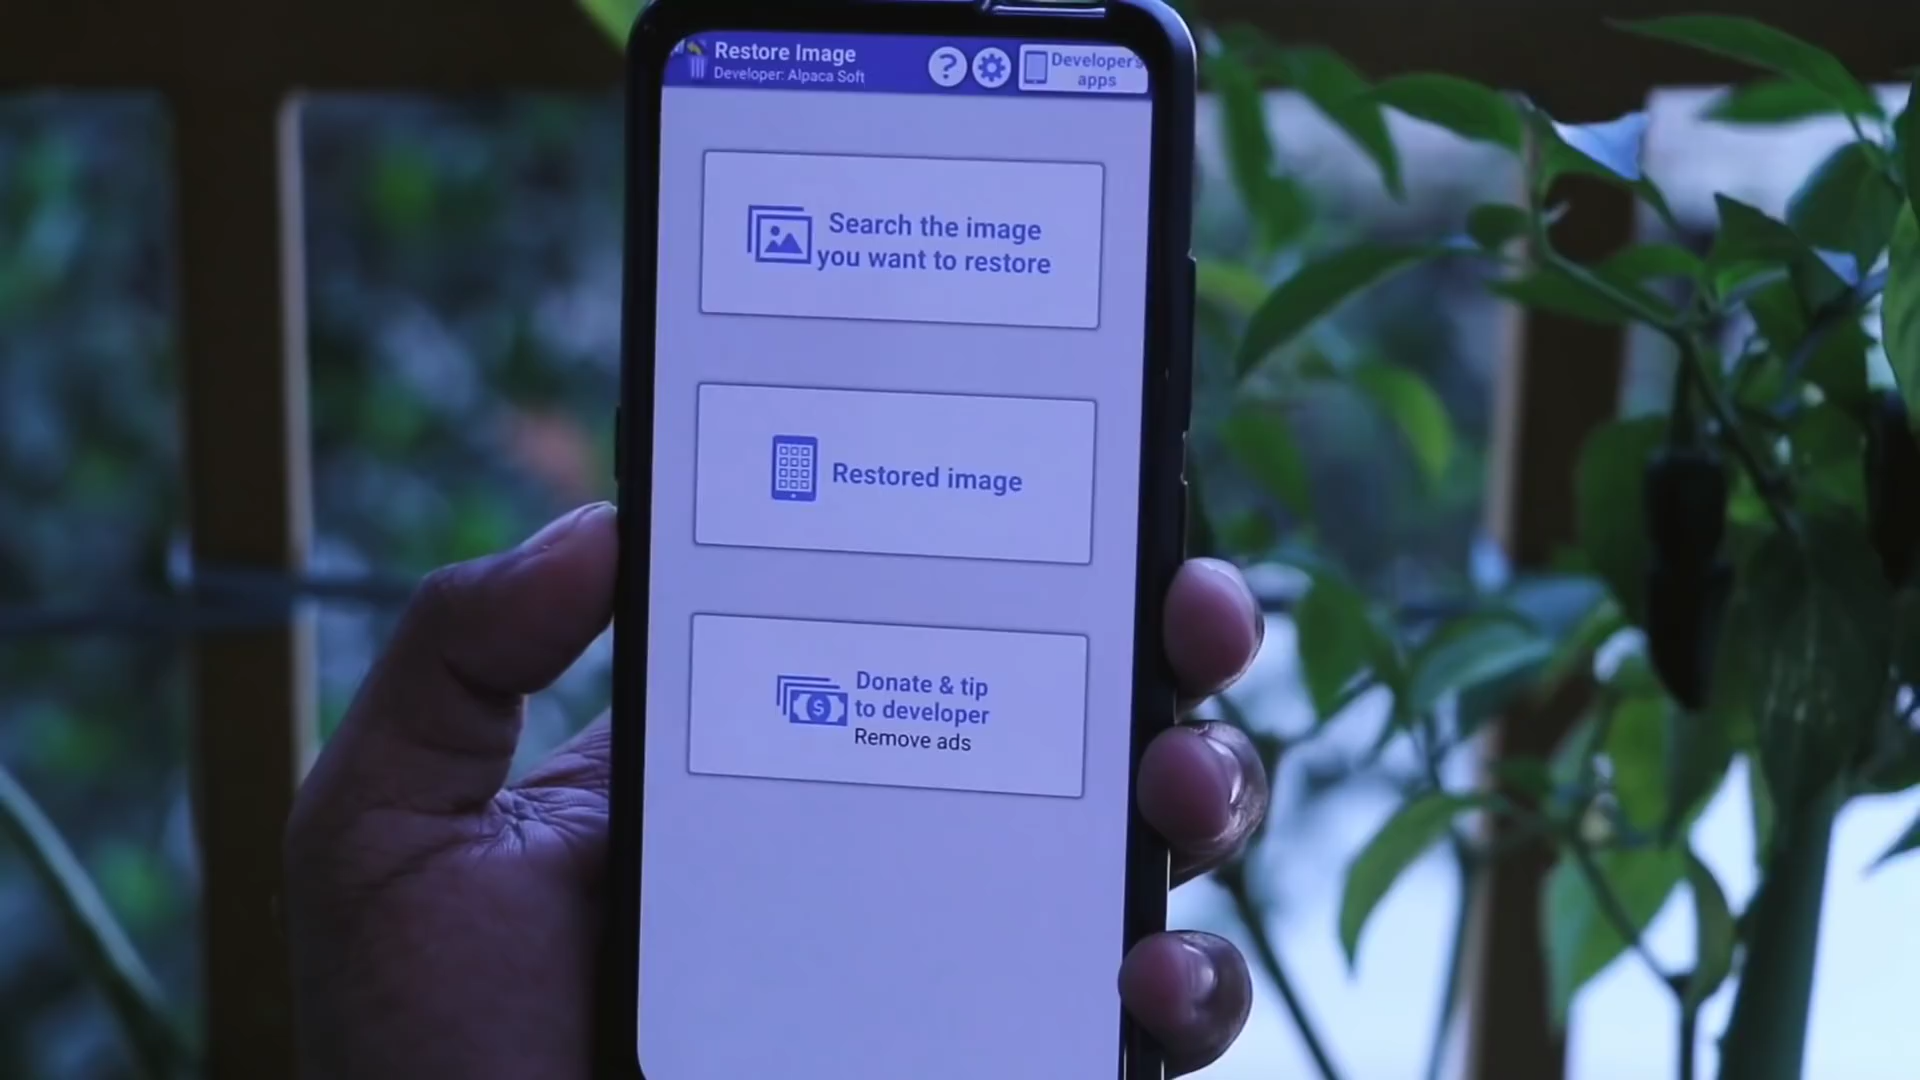 Restore Image
Developer: Alpaca Soft
?
Developer's
apps
Search the image
you want to restore
Restored image
Donate & tip
to developer
Remove ads